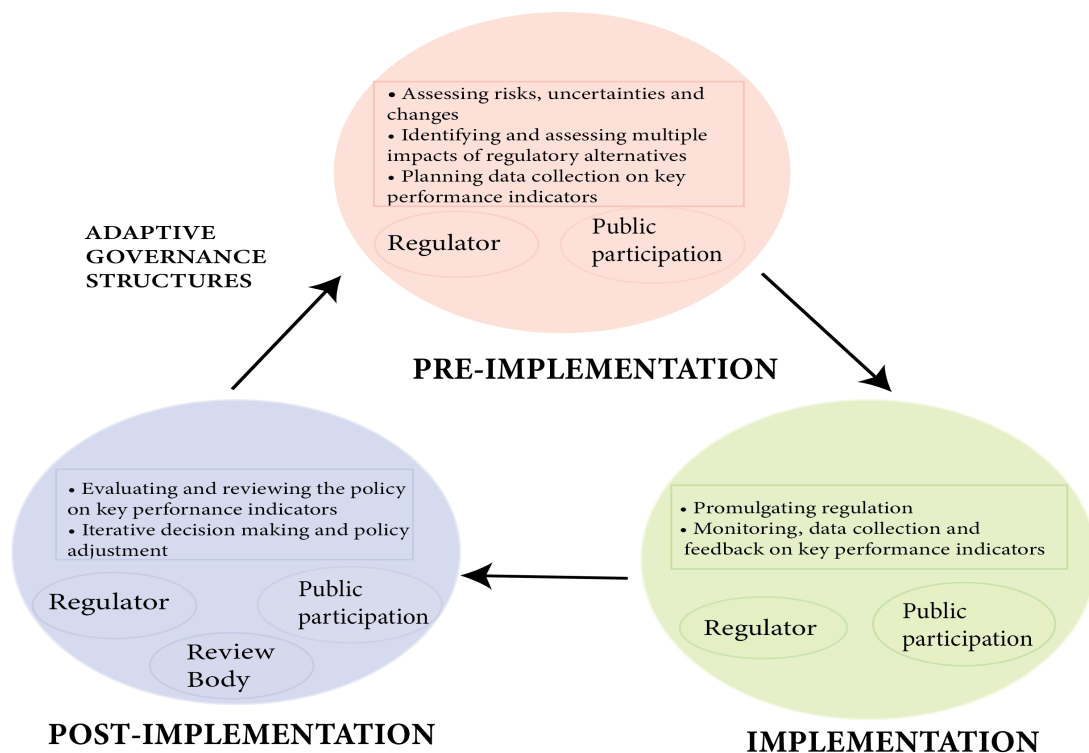 • Assessing risks, uncertainties and
changes
• Identifying and assessing multiple
impacts of regulatory alternatives
• Planning data collection on key
performance indicators
Regulator
Public
participation
ADAPTIVE
GOVERNANCE
STRUCTURES
PRE-IMPLEMENTATION
• Evaluating and reviewing the policy
on key perfornance indicators
• Iterative decision making and policy
adjustment
Regulator
Public
participation
Review
Body
POST-IMPLEMENTATION
• Promulgating regulation
• Monitoring, data collection and
feedback on key performance indicators
Regulator
Public
participation
IMPLEMENTATION